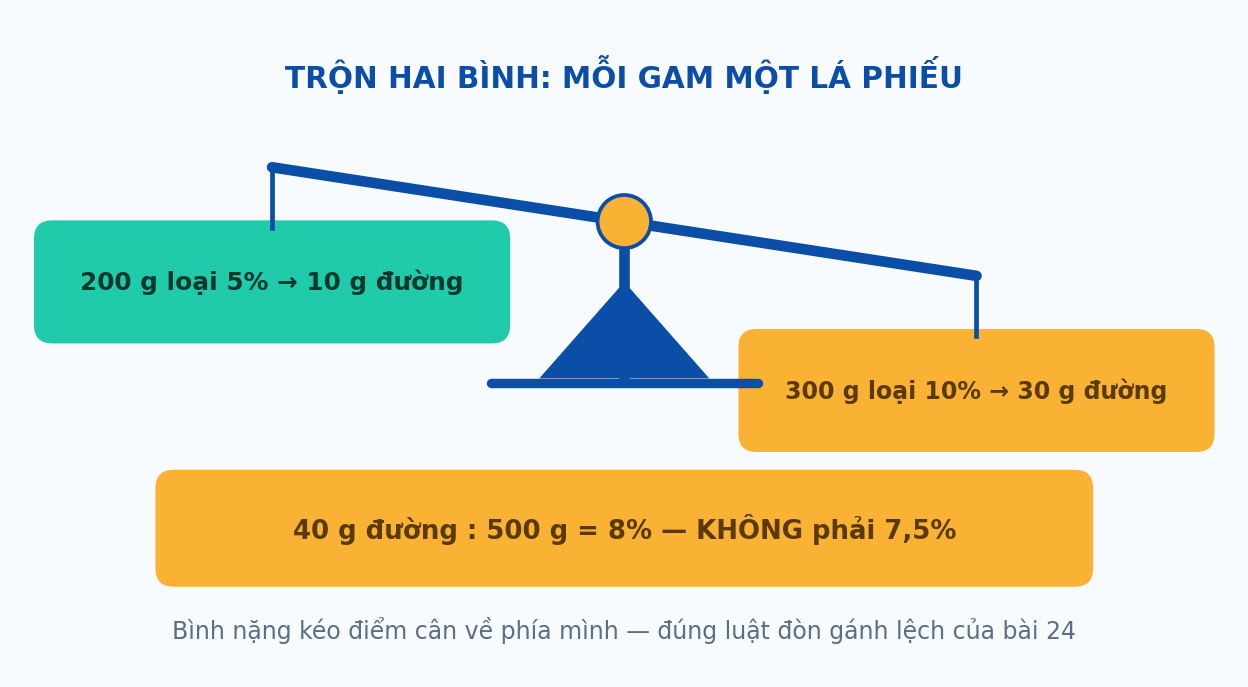 TRỘN HAI BÌNH: MỖI GAM MỘT LÁ PHIẾU
200 g loại 5% → 10 g đường
300 g loại 10% → 30 g đường
40 g đường : 500 g = 8% — KHÔNG phải 7,5%
Bình nặng kéo điểm cân về phía mình — đúng luật đòn gánh lệch của bài 24